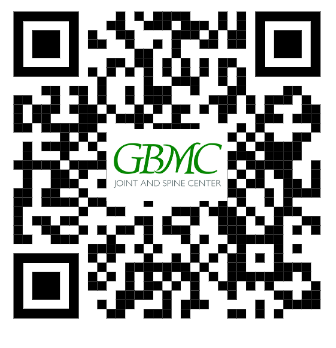 GBMC
JOINT AND SPINE CENTER